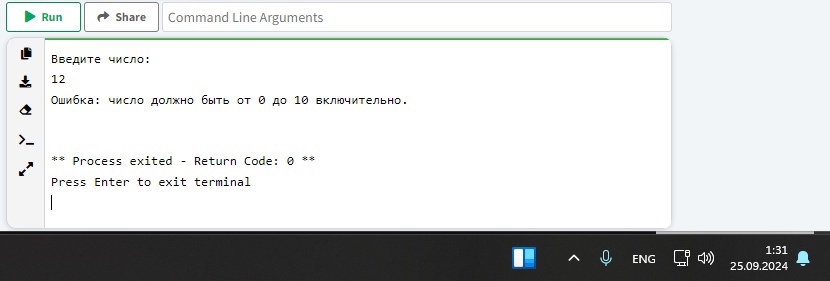 Run
Share
Command Line Arguments
Введите число:
12
Ошибка: число должно быть от 0 до 10 включительно.
** Process exited - Return Code: 0 **
Press Enter to exit terminal
ENG
1:31
25.09.2024